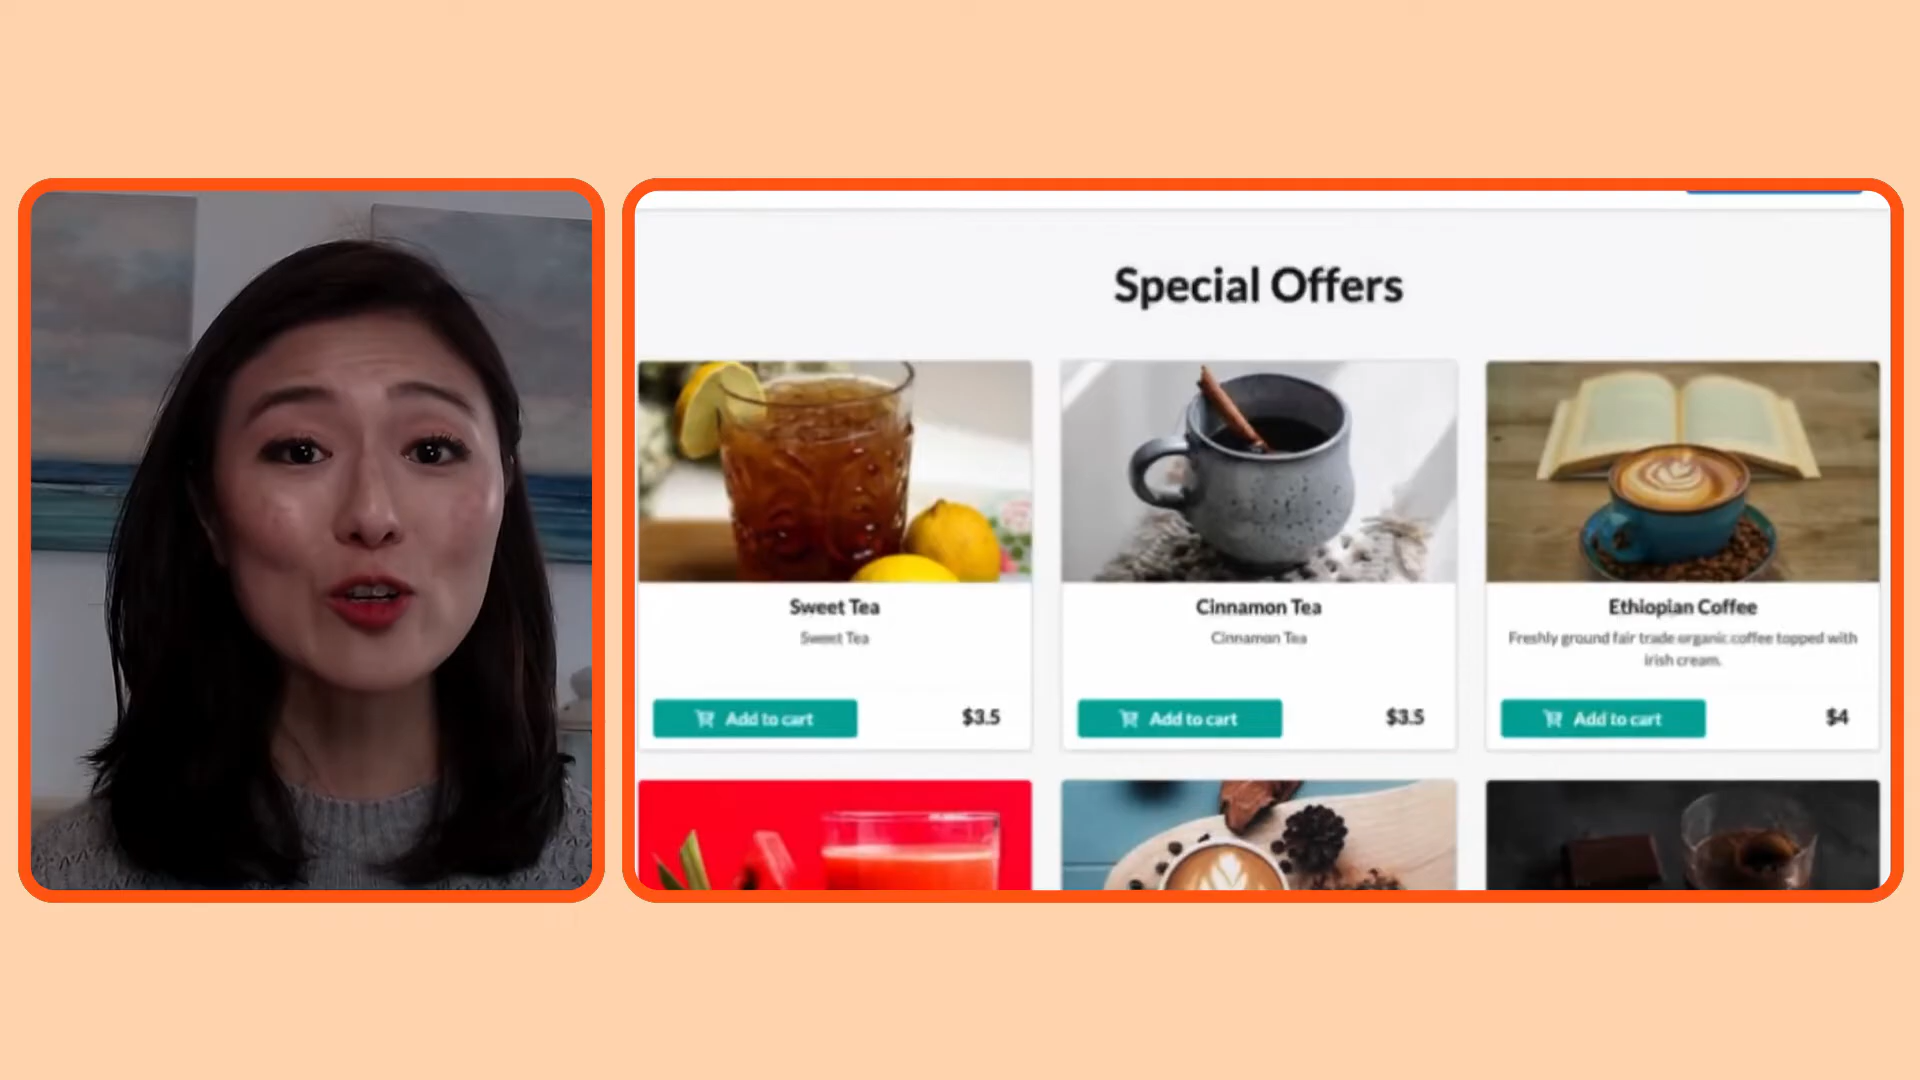 Special Offers
Sweet Tea
Sweet Tea
Add to cart
$3.5
Cinnamon Tea
Cinnamon Tea
Add to cart
$3.5
Ethiopian Coffee
Freshly ground fair trade organic coffee topped with
irish cream.
Add to cart
$4